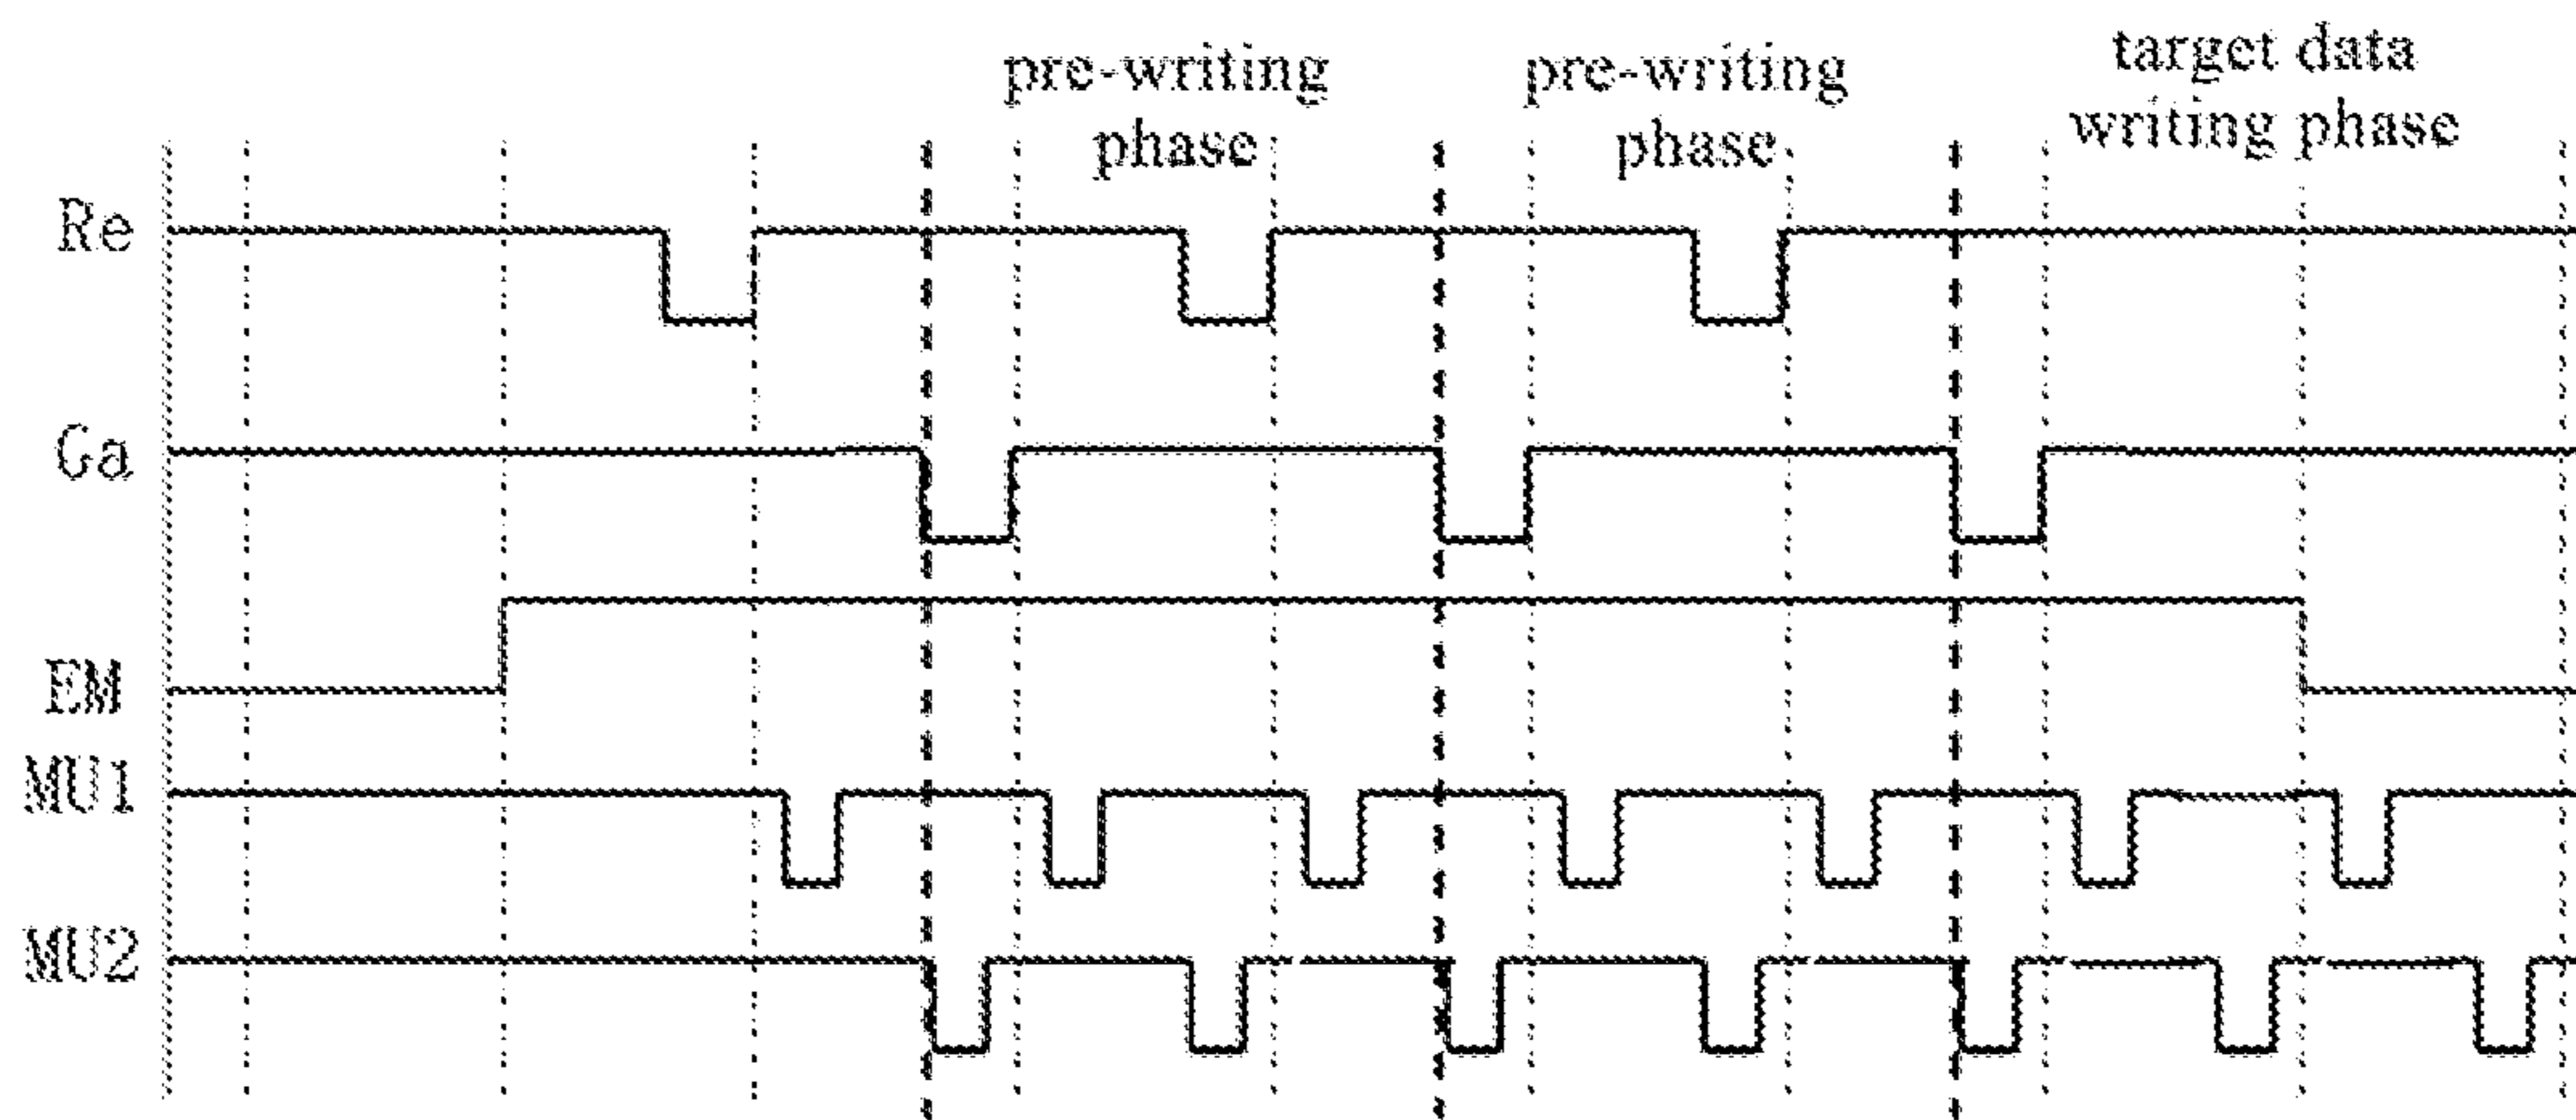 pre-writing
phase
pre-writing
phase
target data
writing phase
Re
Ga
EM
MU1
MU2